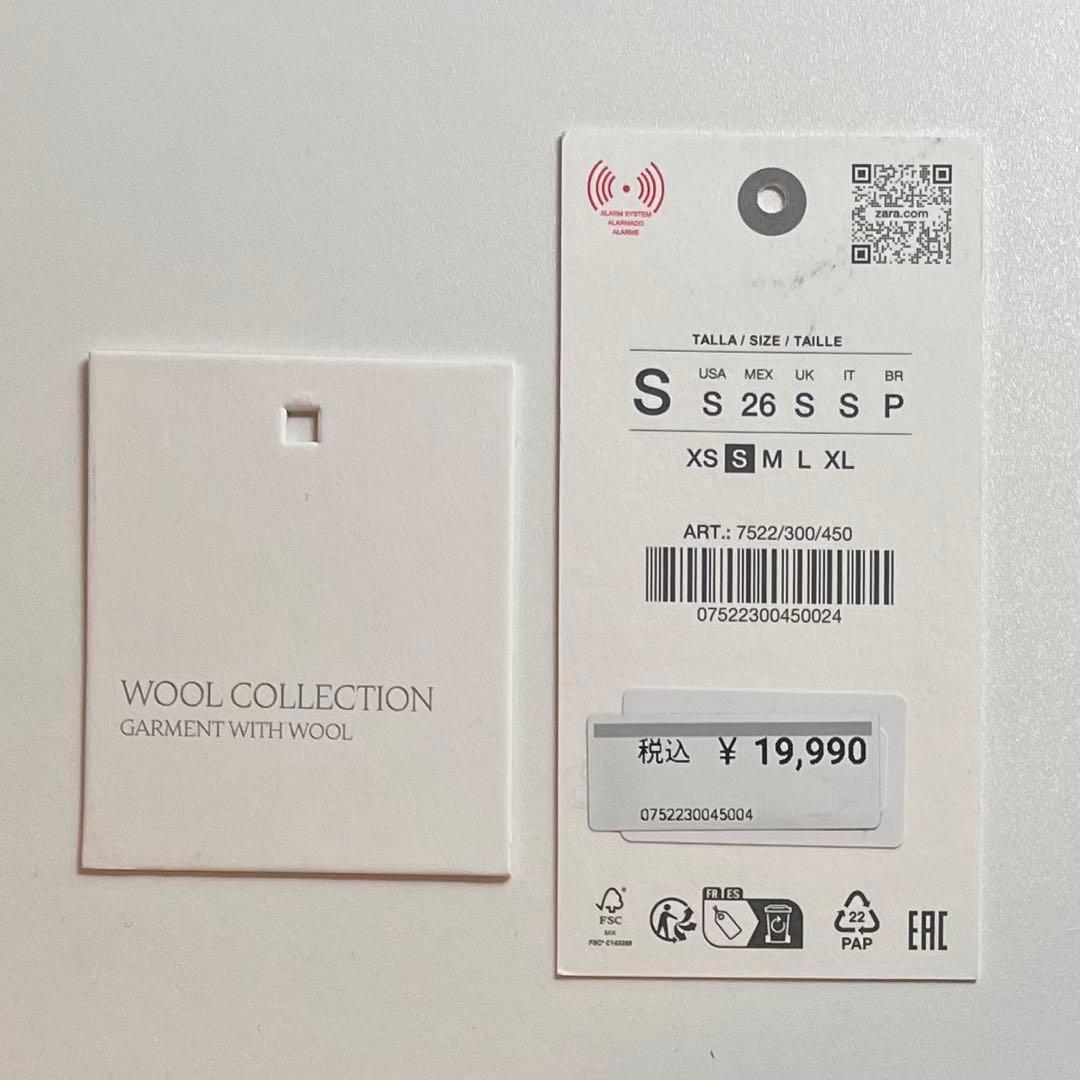 WOOL COLLECTION
GARMENT WITH WOOL
ALARM SYSTEM
ALARMADO
ALARME
zara.com
TALLA / SIZE / TAILLE
S
USA MEX UK IT BR
S 26 S S P
XS S M L XL
ART.: 7522/300/450
07522300450024
税込 ¥ 19,990
0752230045004
FSC
MIX
FSC® C145589
FR ES
22
PAP
EAC